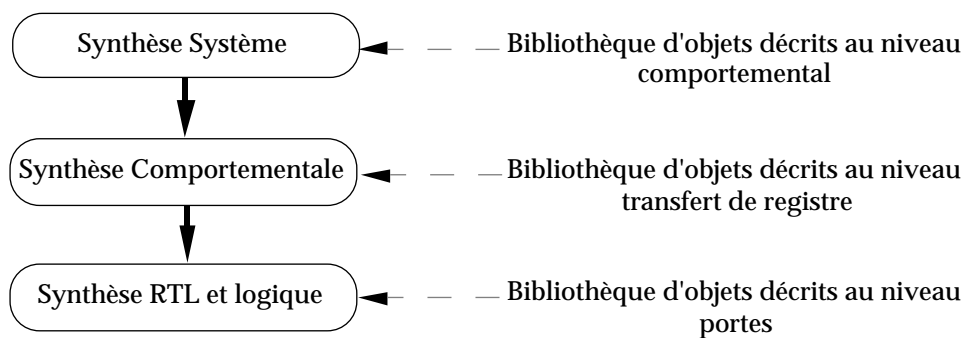 Synthèse Système
Bibliothèque d'objets décrits au niveau
comportemental
Synthèse Comportementale
Bibliothèque d'objets décrits au niveau
transfert de registre
Synthèse RTL et logique
Bibliothèque d'objets décrits au niveau
portes